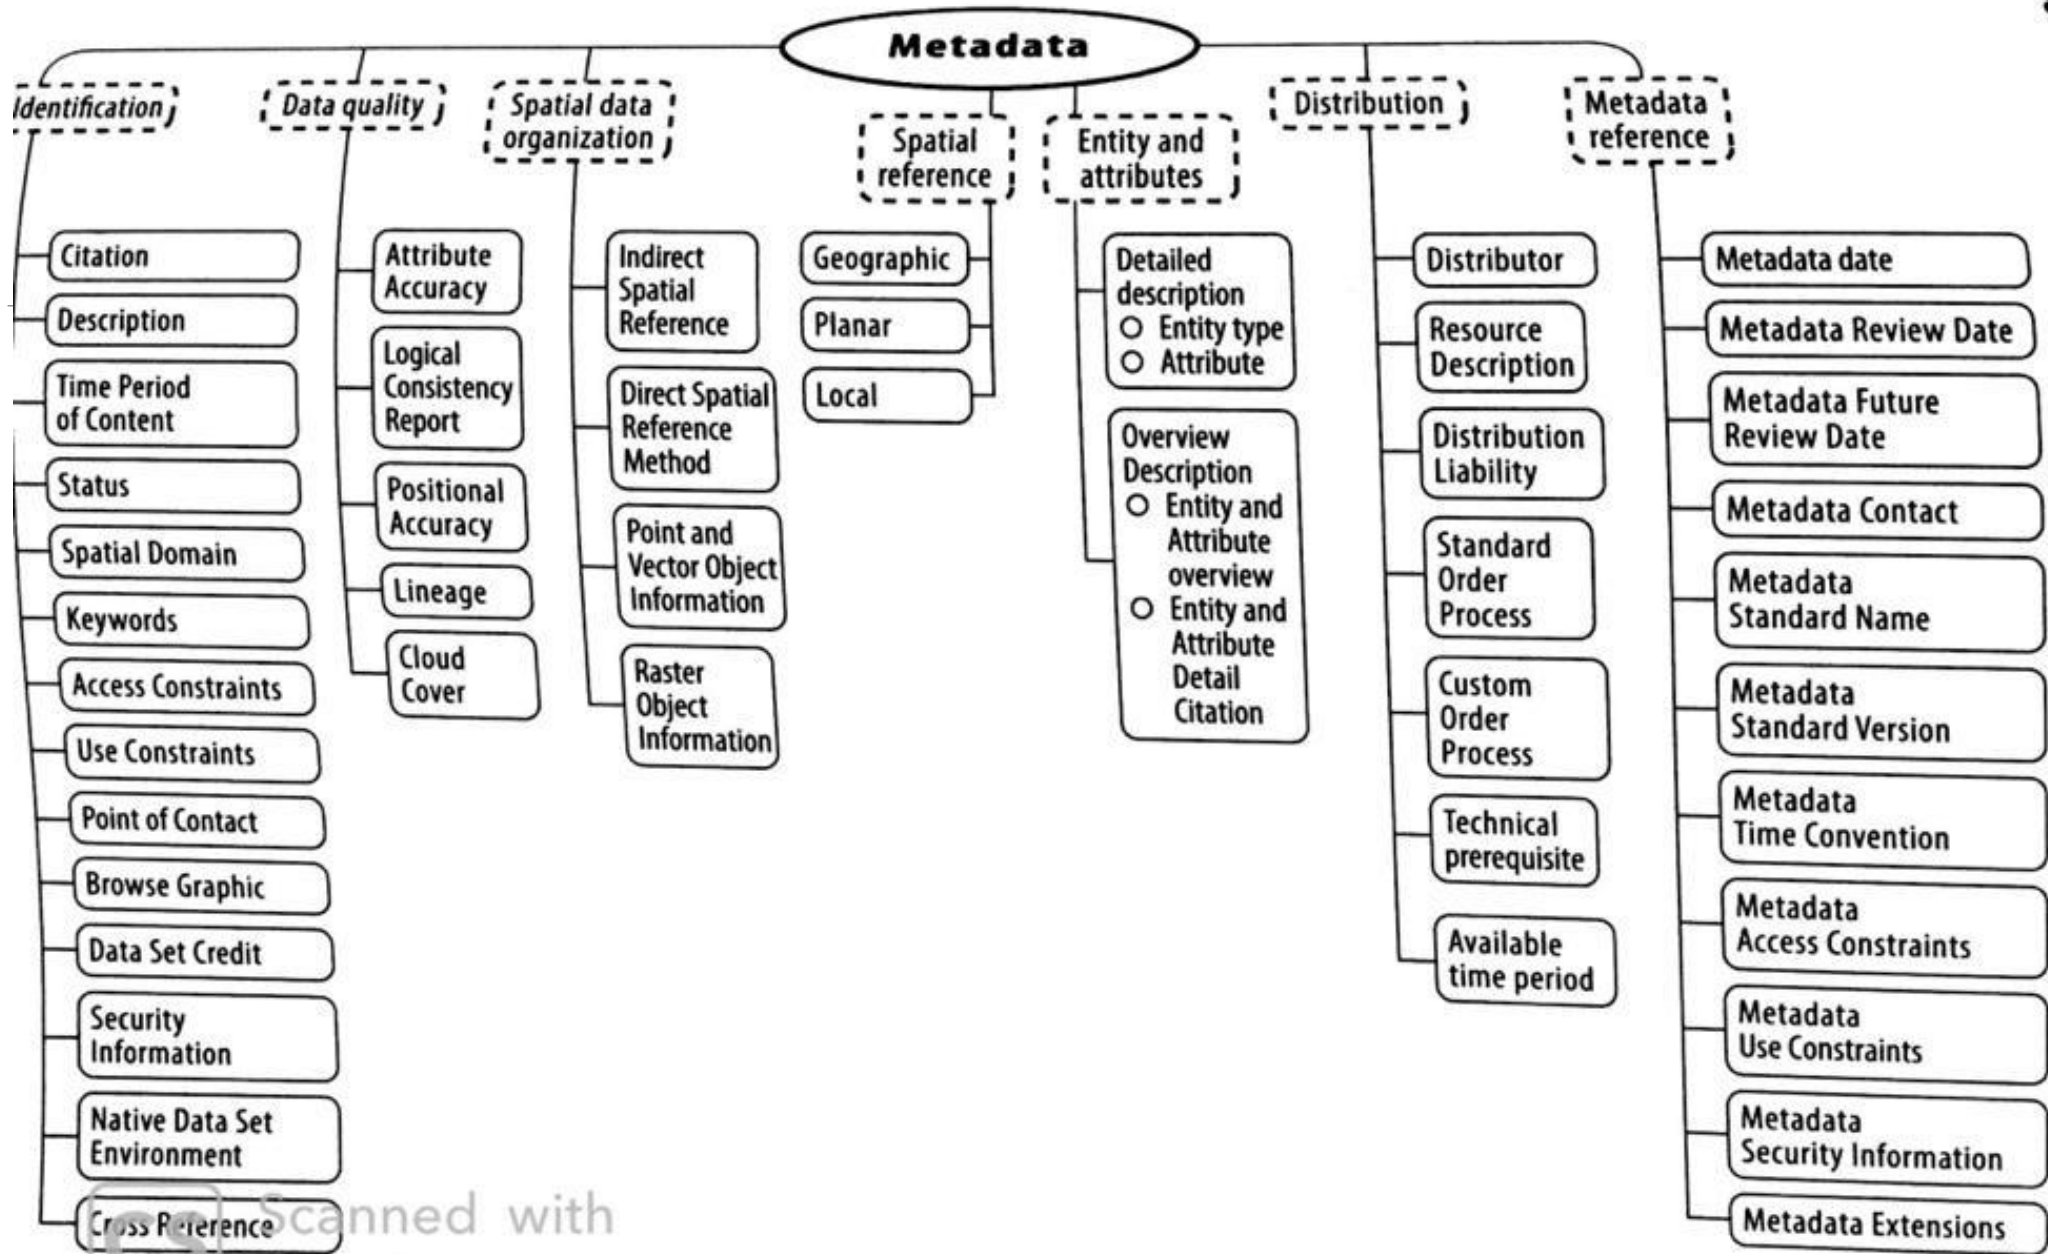 Metadata
Identification
Data quality
Spatial data
organization
Spatial
reference
Entity and
attributes
Distribution
Metadata
reference
Citation
Description
Time Period
of Content
Status
Spatial Domain
Keywords
Access Constraints
Use Constraints
Point of Contact
Browse Graphic
Data Set Credit
Security
Information
Native Data Set
Environment
Cross Reference
Attribute
Accuracy
Logical
Consistency
Report
Positional
Accuracy
Lineage
Cloud
Cover
Indirect
Spatial
Reference
Direct Spatial
Reference
Method
Point and
Vector Object
Information
Raster
Object
Information
Geographic
Planar
Local
Detailed
description
Entity type
Attribute
Overview
Description
Entity and
Attribute
overview
Entity and
Attribute
Detail
Citation
Distributor
Resource
Description
Distribution
Liability
Standard
Order
Process
Custom
Order
Process
Technical
prerequisite
Available
time period
Metadata date
Metadata Review Date
Metadata Future
Review Date
Metadata Contact
Metadata
Standard Name
Metadata
Standard Version
Metadata
Time Convention
Metadata
Access Constraints
Metadata
Use Constraints
Metadata
Security Information
Metadata Extensions
CS
Scanned with